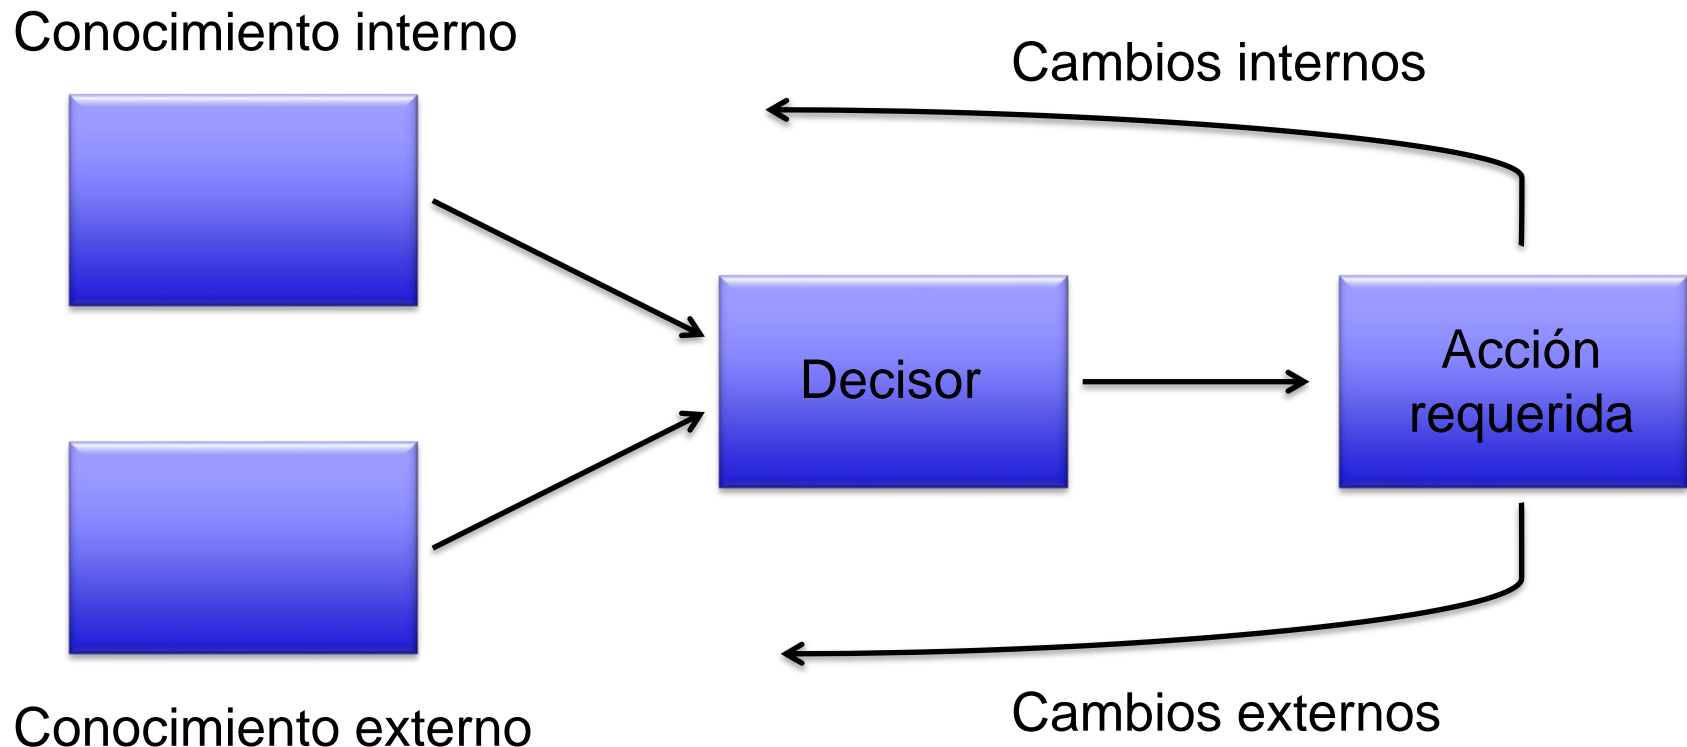 Conocimiento interno
Cambios internos
Decisor
Acción
requerida
Conocimiento externo
Cambios externos